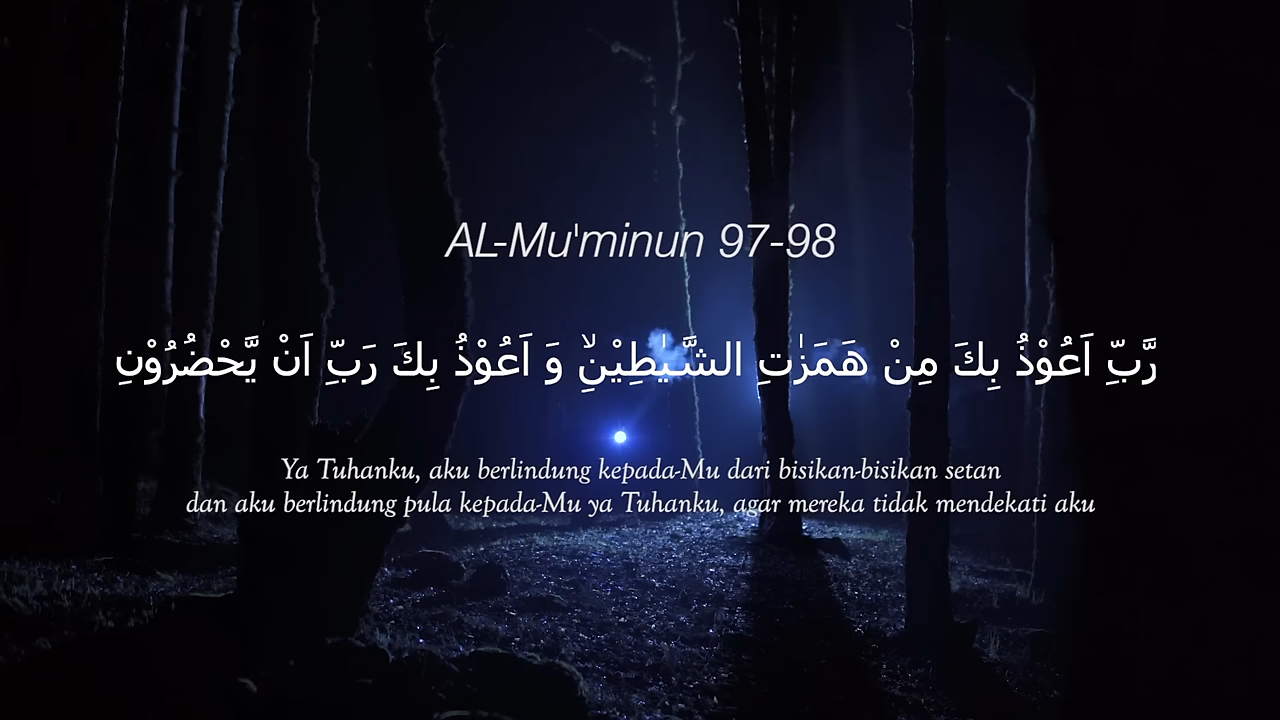 AL-Mu'minun 97-98
رَّبِّ اَعُوْذُ بِكَ مِنْ هَمَزٰتِ الشَّيٰطِيْنِۙ وَ اَعُوْذُ بِكَ رَبِّ اَنْ يَّحْضُرُوْنِ
Ya Tuhanku, aku berlindung kepada-Mu dari bisikan-bisikan setan
dan aku berlindung pula kepada-Mu ya Tuhanku, agar mereka tidak mendekati aku